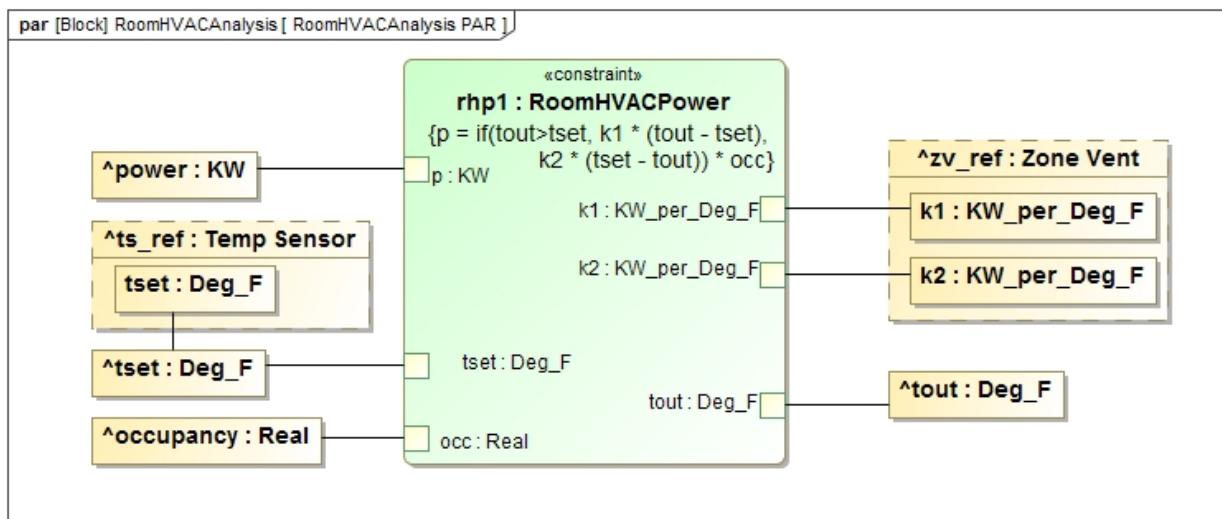 par [Block] RoomHVACAnalysis [ RoomHVACAnalysis PAR ]
«constraint»
rhp1 : RoomHVACPower
{p = if(tout>tset, k1 * (tout - tset),
k2 * (tset - tout)) * occ}
^power : KW
p : KW
^ts_ref : Temp Sensor
tset : Deg_F
^tset : Deg_F
tset : Deg_F
^occupancy : Real
occ : Real
k1 : KW_per_Deg_F
k2 : KW_per_Deg_F
tout : Deg_F
^zv_ref : Zone Vent
k1 : KW_per_Deg_F
k2 : KW_per_Deg_F
^tout : Deg_F